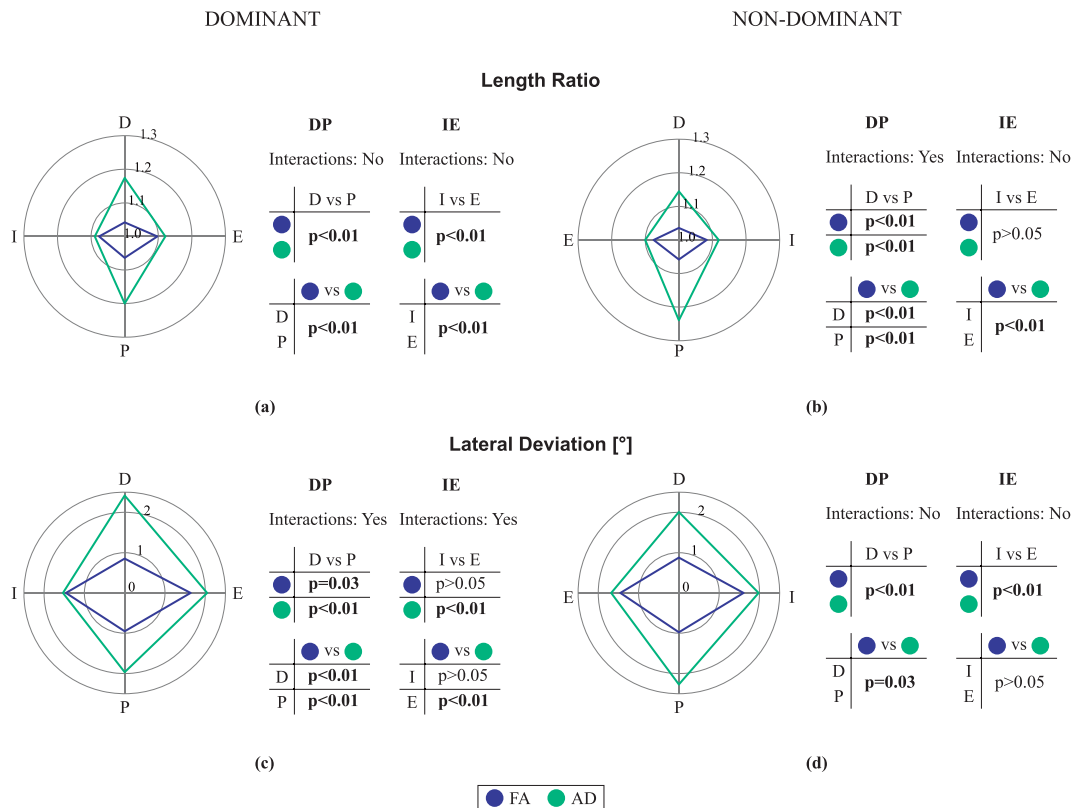 DOMINANT
NON-DOMINANT
Length Ratio
D
1.3
1.2
1.1
1.0
I
E
P
DP
IE
Interactions: No
Interactions: No
D vs P
I vs E
p<0.01
p<0.01
vs
vs
D
P
p<0.01
I
E
p<0.01
(a)
D
1.3
1.2
1.1
1.0
E
I
P
DP
IE
Interactions: Yes
Interactions: No
D vs P
I vs E
p<0.01
p<0.01
p>0.05
vs
vs
D
p<0.01
P
p<0.01
I
E
p<0.01
(b)
Lateral Deviation [°]
D
2
1
0
I
E
P
DP
IE
Interactions: Yes
Interactions: Yes
D vs P
I vs E
p=0.03
p>0.05
p<0.01
p<0.01
vs
vs
D
p<0.01
I
p>0.05
P
p<0.01
E
p<0.01
(c)
D
2
1
0
E
I
P
DP
IE
Interactions: No
Interactions: No
D vs P
I vs E
p<0.01
p<0.01
vs
vs
D
P
p=0.03
I
E
p>0.05
(d)
FA AD